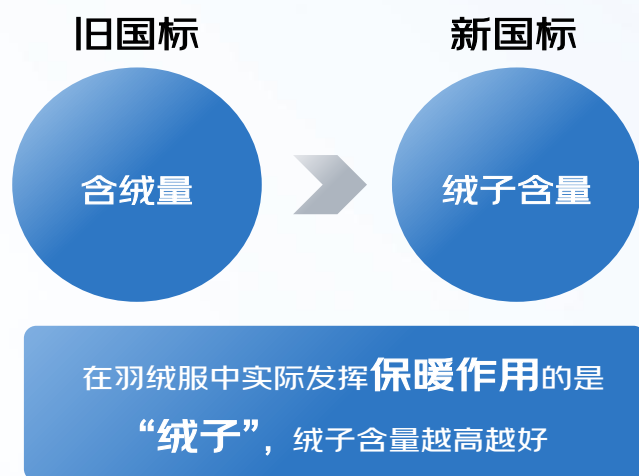 旧国标
新国标
含绒量
绒子含量
在羽绒服中实际发挥保暖作用的是
“绒子”，绒子含量越高越好